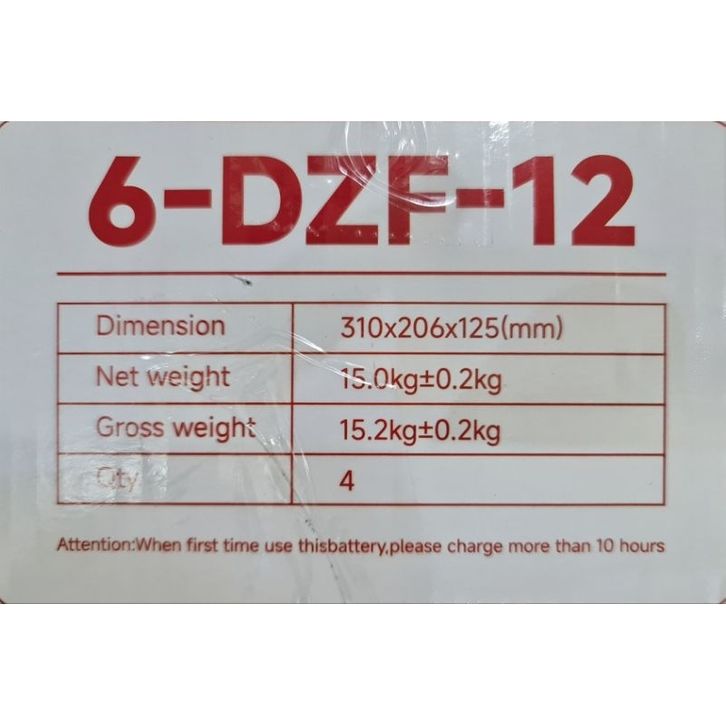 6-DZF-12
Dimension 310x206x125(mm)
Net weight 15.0kg±0.2kg
Gross weight 15.2kg±0.2kg
Qty 4
Attention:When first time use thisbattery,please charge more than 10 hours